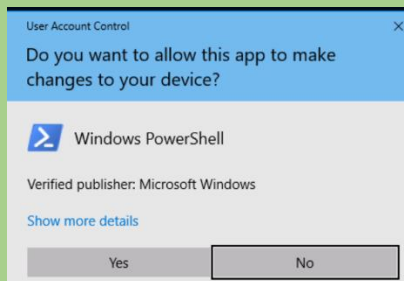 User Account Control
Do you want to allow this app to make
changes to your device?
Windows PowerShell
Verified publisher: Microsoft Windows
Show more details
Yes
No